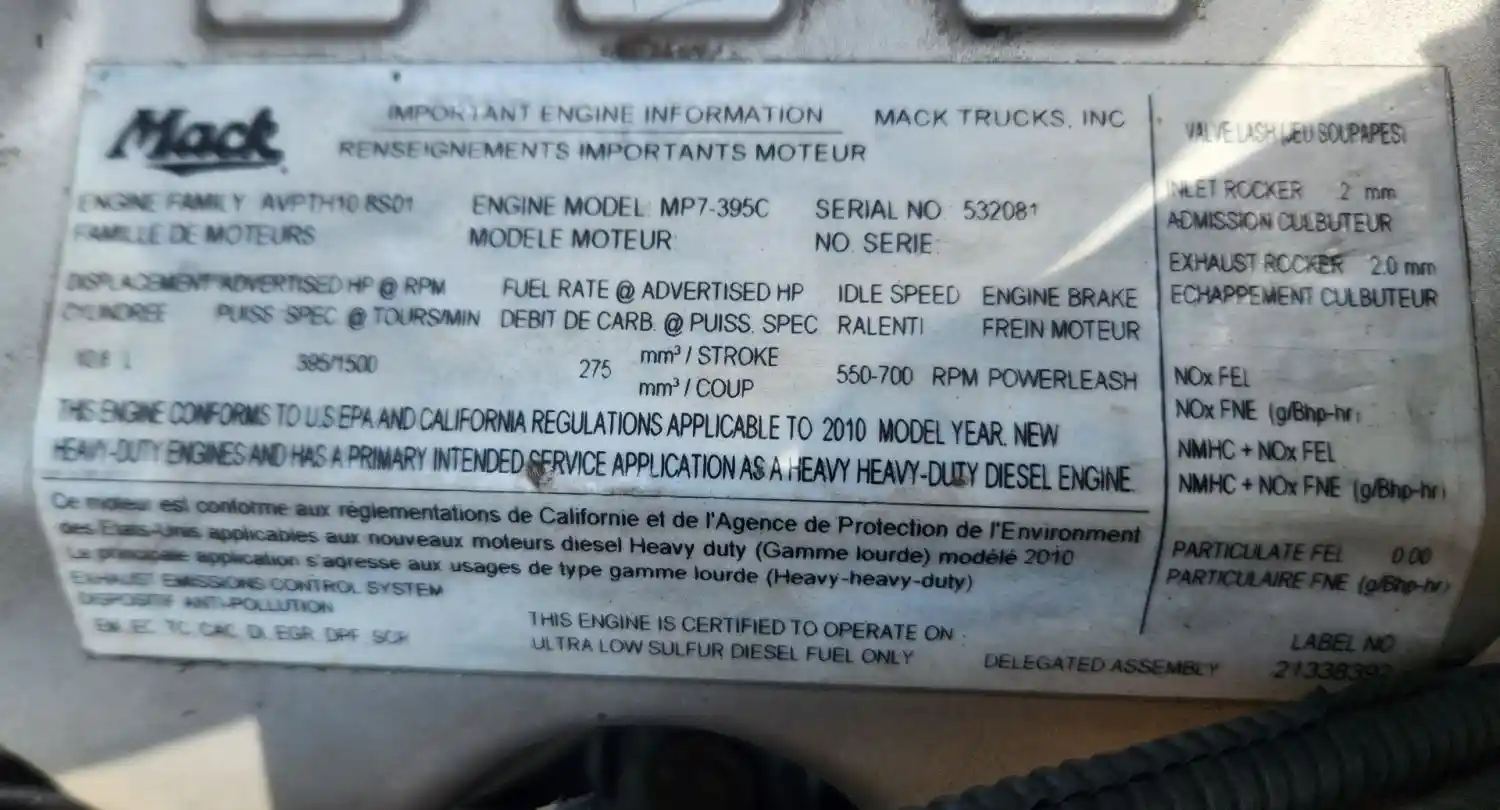 Mack
IMPORTANT ENGINE INFORMATION MACK TRUCKS, INC
RENSEIGNEMENTS IMPORTANTS MOTEUR
ENGINE FAMILY ENGINE MODEL: MP7-395C SERIAL NO 532081
FAMILLE DE MOTEURS MODELE MOTEUR: NO. SERIE:
DISPLACEMENT ADVERTISED HP @ RPM FUEL RATE @ ADVERTISED HP IDLE SPEED ENGINE BRAKE
CYLINDREE PUISS SPEC @ TOURS/MIN DEBIT DE CARB. @ PUISS. SPEC RALENTI FREIN MOTEUR
mm³ / STROKE
395/1500 275 550-700 RPM POWERLEASH
mm³ / COUP
THIS ENGINE CONFORMS TO U.S EPA AND CALIFORNIA REGULATIONS APPLICABLE TO 2010 MODEL YEAR. NEW
HEAVY-DUTY ENGINES AND HAS A PRIMARY INTENDED SERVICE APPLICATION AS A HEAVY HEAVY-DUTY DIESEL ENGINE.
Ce moteur est conforme aux réglementations de Californie et de l'Agence de Protection de l'Environment
des Etats-Unis applicables aux nouveaux moteurs diesel Heavy duty (Gamme lourde) modélé 2010
La principale application s'adresse aux usages de type gamme lourde (Heavy-heavy-duty)
EXHAUST EMISSIONS CONTROL SYSTEM
DISPOSITIF ANTI-POLLUTION
EM, EC, TC, CAC, DI, EGR, DPF, SCR
THIS ENGINE IS CERTIFIED TO OPERATE ON :
ULTRA LOW SULFUR DIESEL FUEL ONLY
DELEGATED ASSEMBLY
VALVE LASH (JEU SOUPAPES)
INLET ROCKER 2 mm
ADMISSION CULBUTEUR
EXHAUST ROCKER 2.0 mm
ECHAPPEMENT CULBUTEUR
NOx FEL
NOx FNE (g/Bhp-hr)
NMHC + NOx FEL
NMHC + NOx FNE (g/Bhp-hr)
PARTICULATE FEL 0.00
PARTICULAIRE FNE (g/Bhp-hr)
LABEL NO